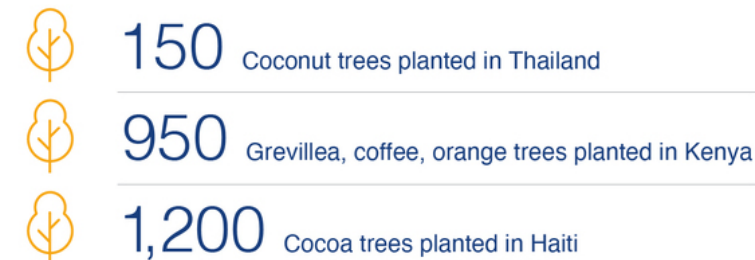 150 Coconut trees planted in Thailand
950 Grevillea, coffee, orange trees planted in Kenya
1,200 Cocoa trees planted in Haiti